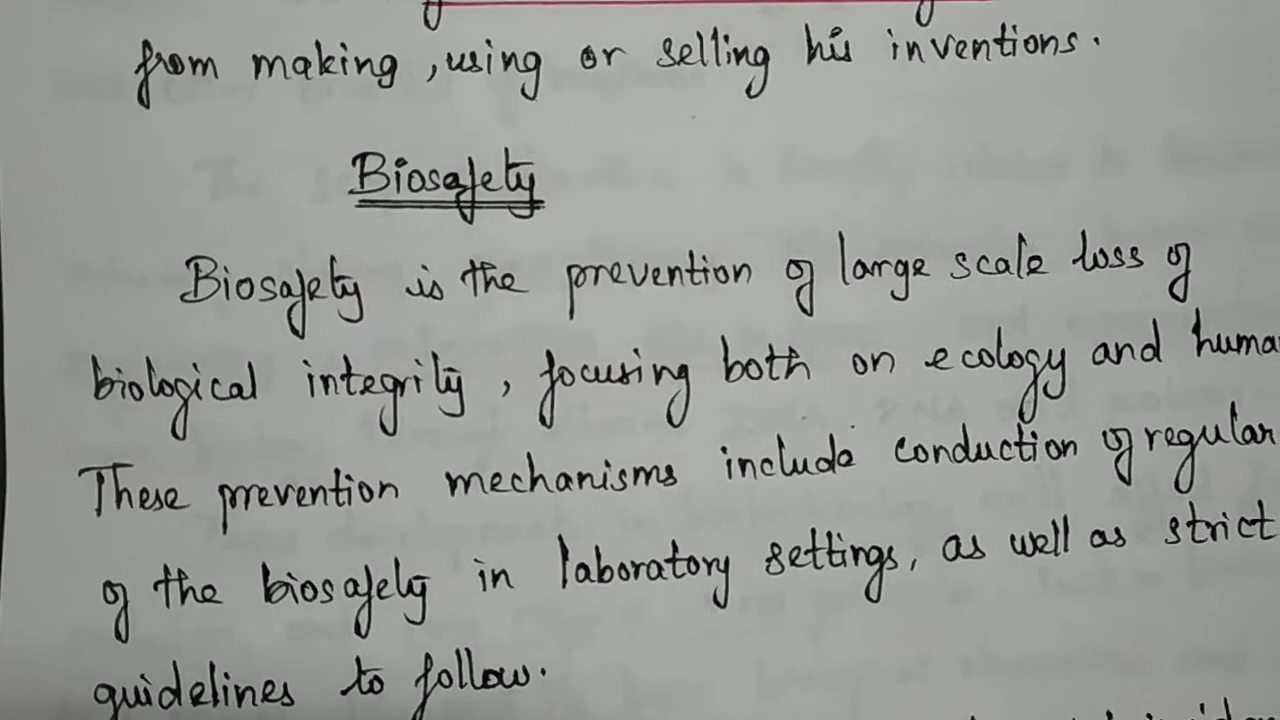 from making, using or selling his inventions.
Biosafety
Biosafety is the prevention of large scale loss of
biological integrity, focusing both on ecology and huma
These prevention mechanisms include conduction of regular
of the biosafety in laboratory settings, as well as strict
guidelines to follow.